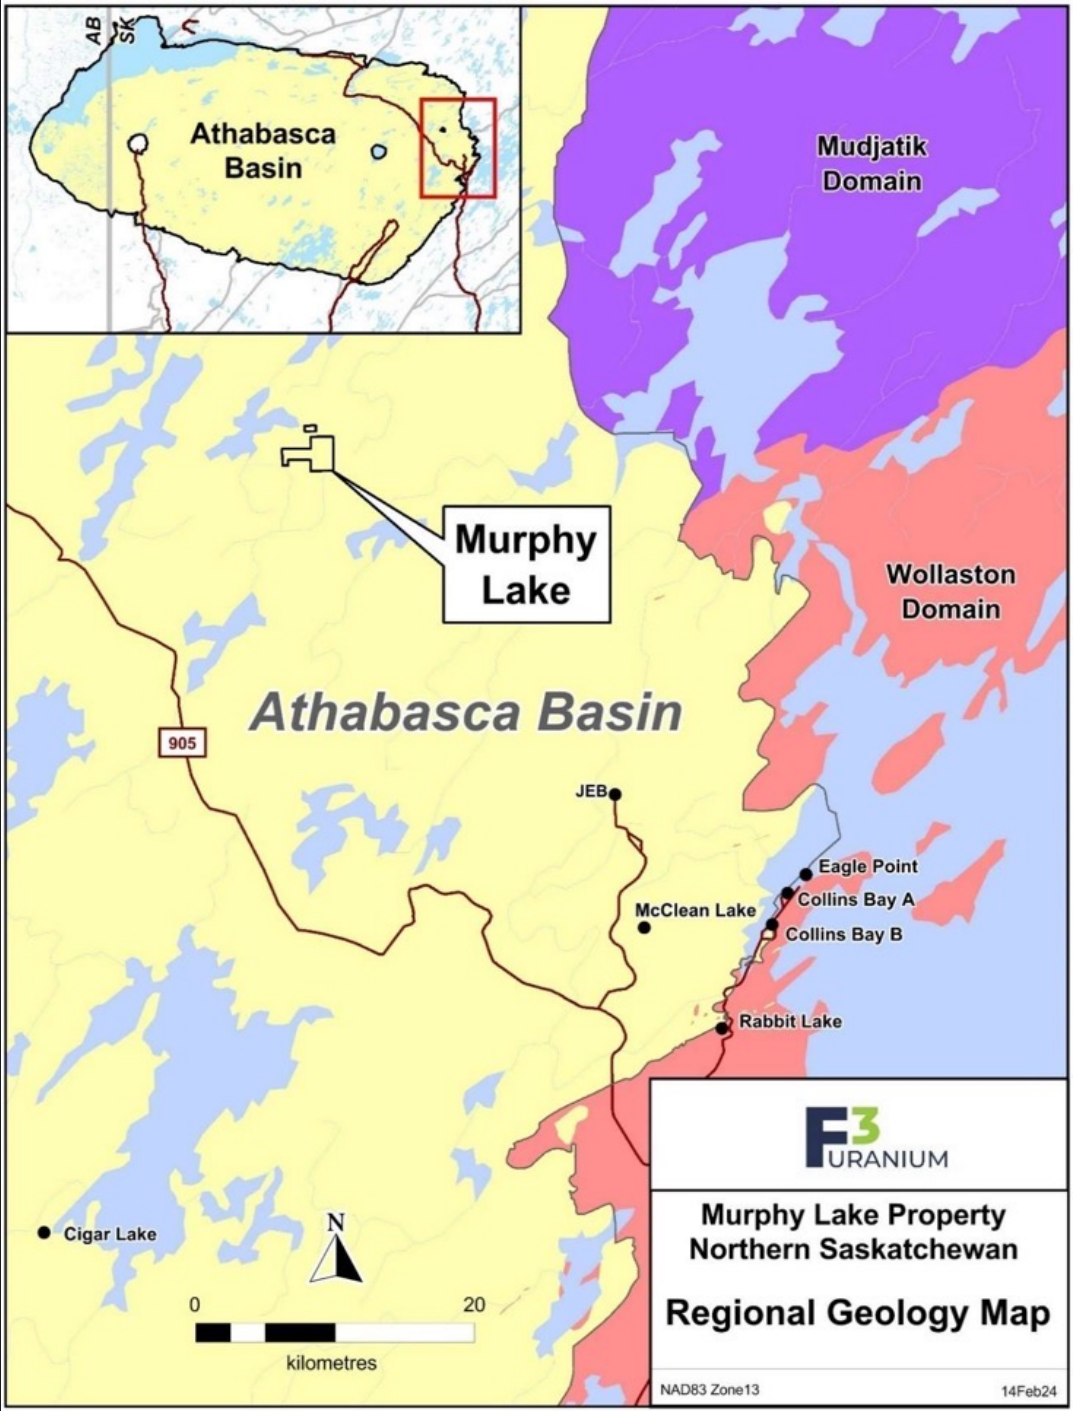 AB
SK
Athabasca
Basin
Mudjatik
Domain
Murphy
Lake
Wollaston
Domain
Athabasca Basin
905
JEB
Eagle Point
Collins Bay A
McClean Lake
Collins Bay B
Rabbit Lake
Cigar Lake
N
0 20
kilometres
F3
URANIUM
Murphy Lake Property
Northern Saskatchewan
Regional Geology Map
NAD83 Zone13 14Feb24